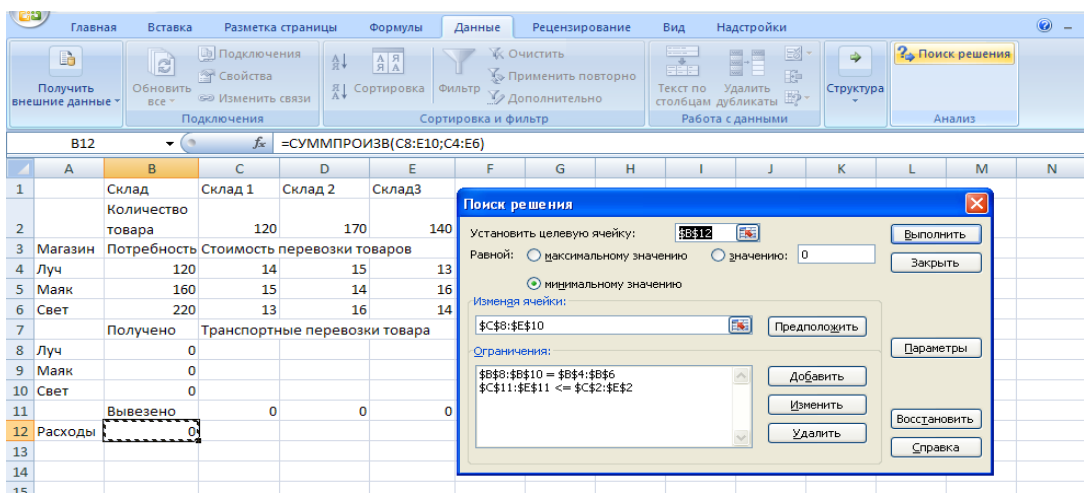 Главная Вставка Разметка страницы Формулы Данные Рецензирование Вид Надстройки
Получить внешние данные
Обновить все
Подключения
Свойства
Изменить связи
Подключения
Сортировка
Фильтр
Очистить
Применить повторно
Дополнительно
Сортировка и фильтр
Текст по столбцам
Удалить дубликаты
Работа с данными
Структура
Поиск решения
Анализ
B12 fx =СУММПРОИЗВ(C8:E10;C4:E6)
A B C D E F G H I J K L M N
1 Склад Склад 1 Склад 2 Склад3
2 Количество товара 120 170 140
3 Магазин Потребность Стоимость перевозки товаров
4 Луч 120 14 15 13
5 Маяк 160 15 14 16
6 Свет 220 13 16 14
7 Получено Транспортные перевозки товара
8 Луч 0
9 Маяк 0
10 Свет 0
11 Вывезено 0 0 0
12 Расходы 0
13
14
15
Поиск решения
Установить целевую ячейку: $B$12
Равной: максимальному значению значению: 0
минимальному значению
Изменяя ячейки:
$C$8:$E$10
Предположить
Ограничения:
$B$8:$B$10 = $B$4:$B$6
$C$11:$E$11 <= $C$2:$E$2
Добавить
Изменить
Удалить
Выполнить
Закрыть
Параметры
Восстановить
Справка